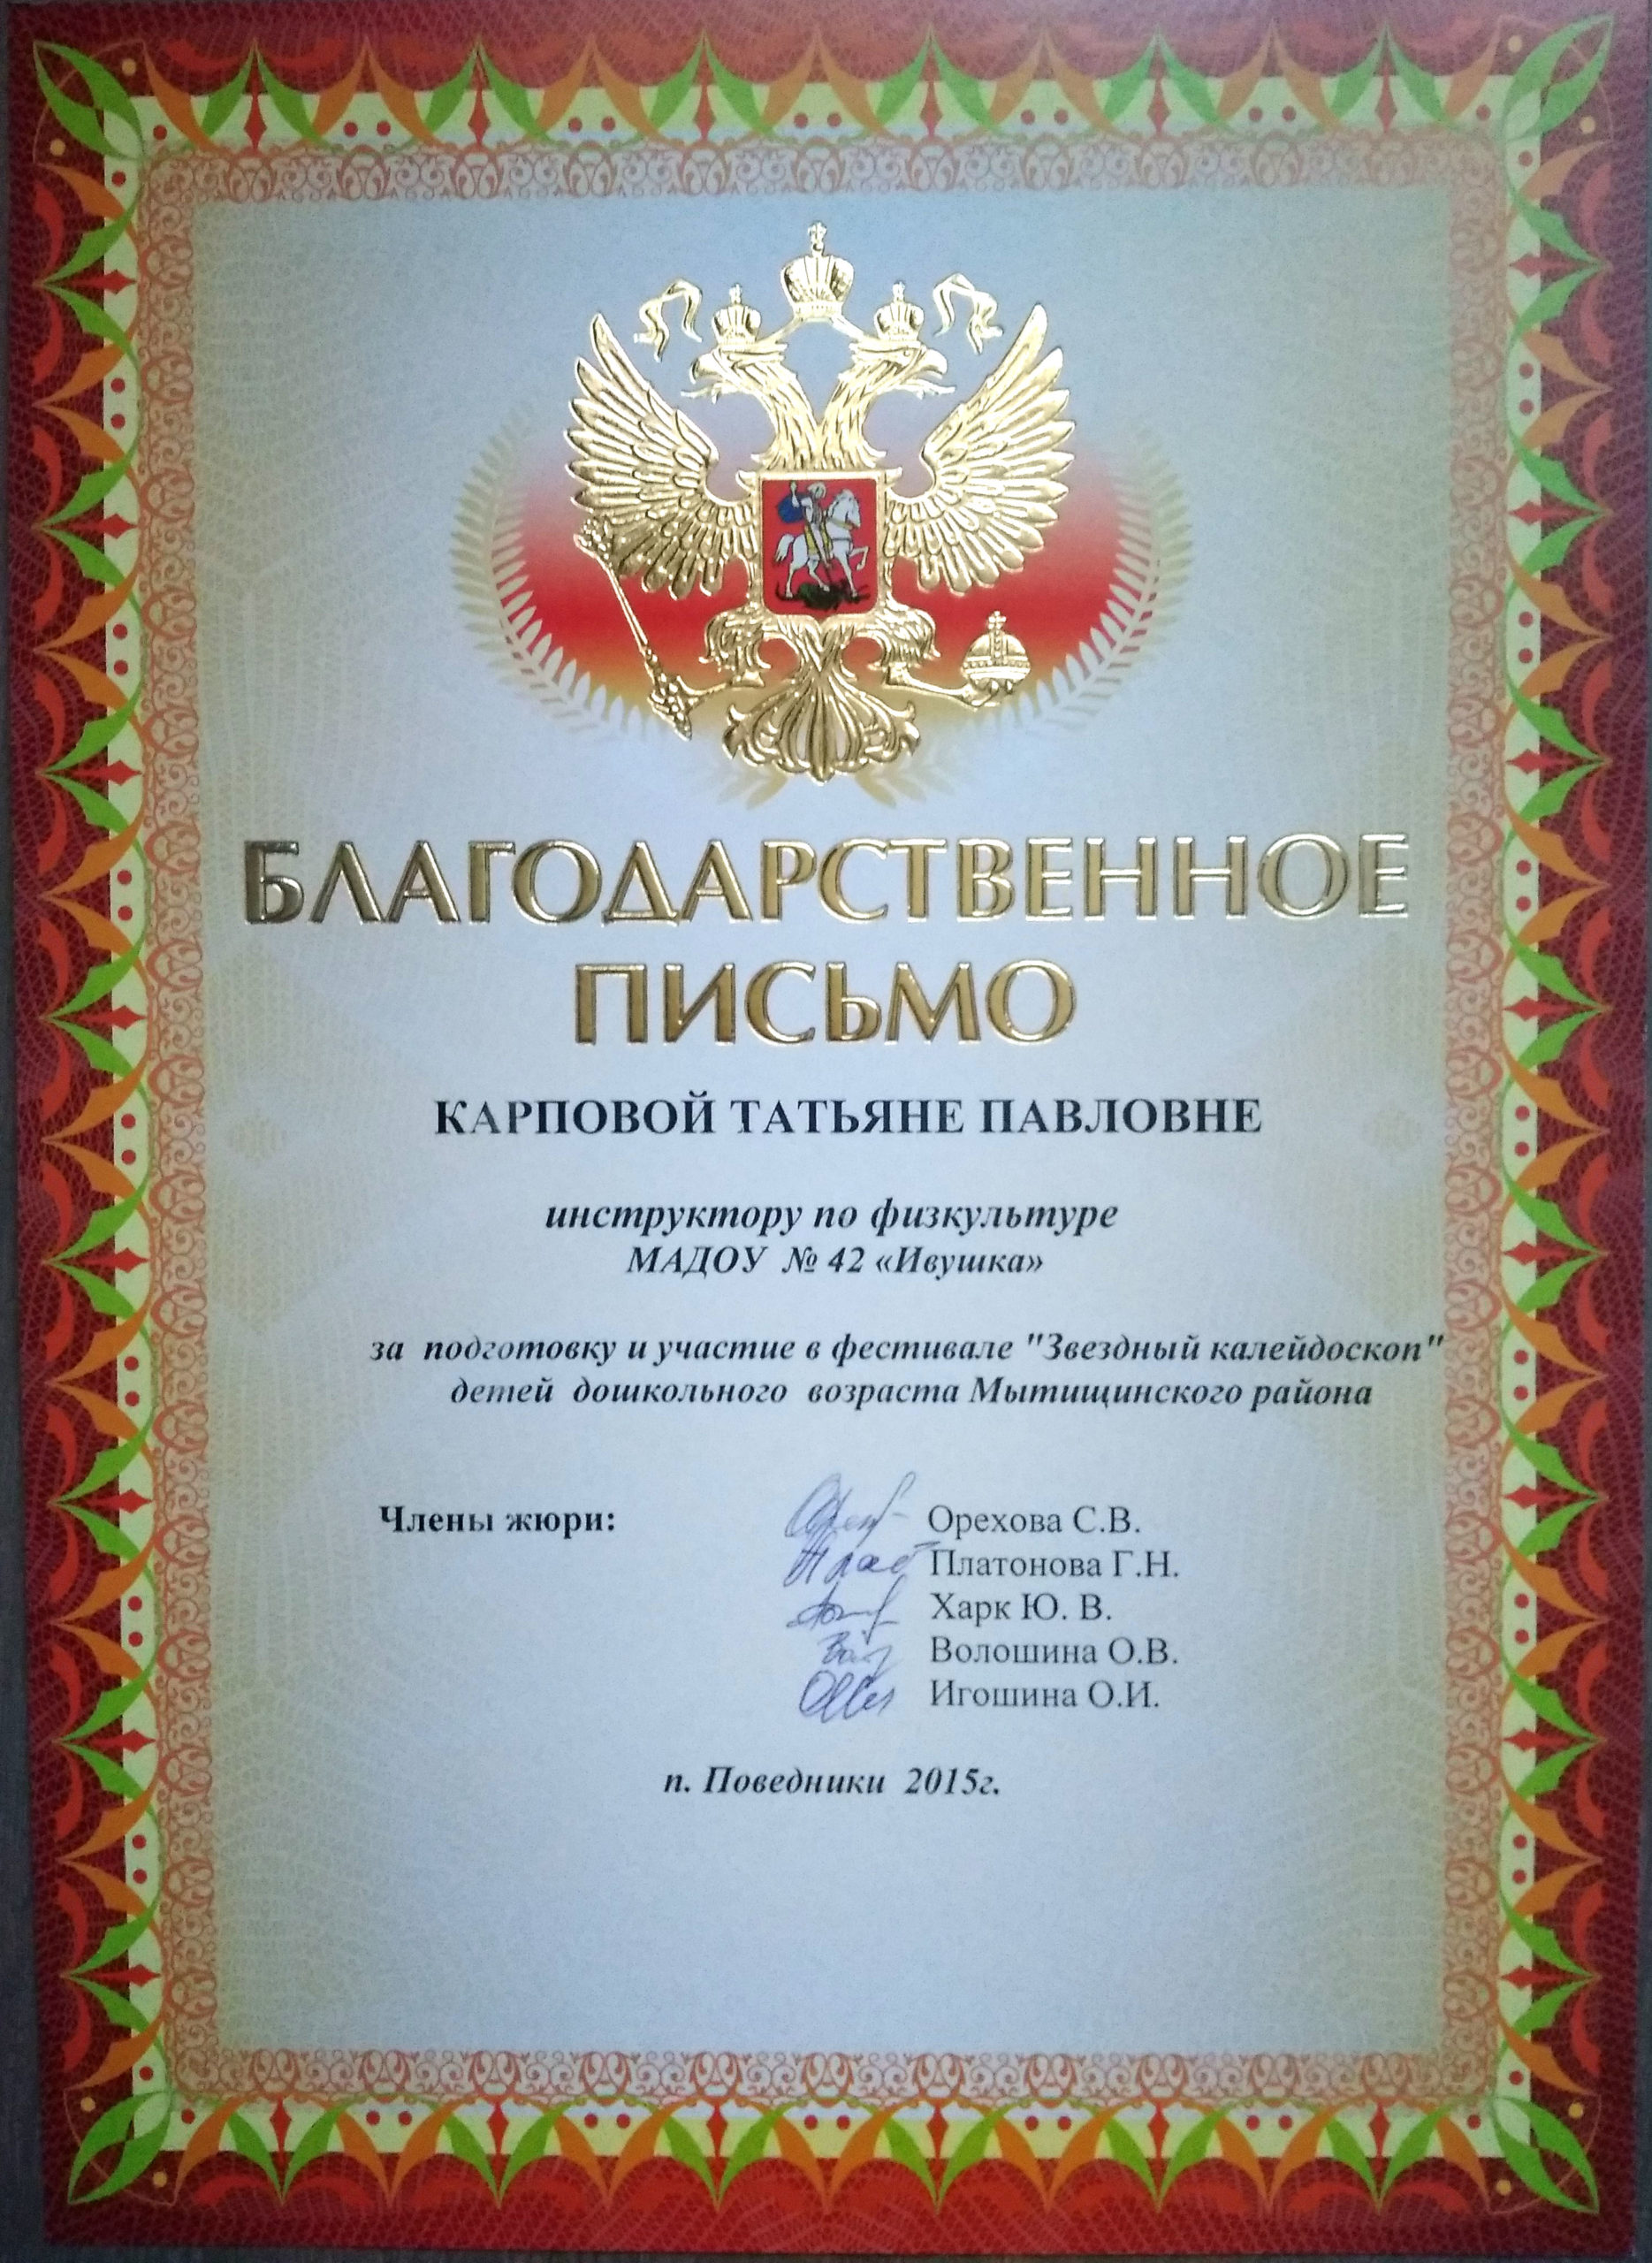 БЛАГОДАРСТВЕННОЕ
ПИСЬМО
КАРПОВОЙ ТАТЬЯНЕ ПАВЛОВНЕ
инструктору по физкультуре
МАДОУ № 42 «Ивушка»
за подготовку и участие в фестивале "Звездный калейдоскоп"
детей дошкольного возраста Мытищинского района
Члены жюри: Орехова С.В.
Платонова Г.Н.
Харк Ю. В.
Волошина О.В.
Игошина О.И.
п. Поведники 2015г.